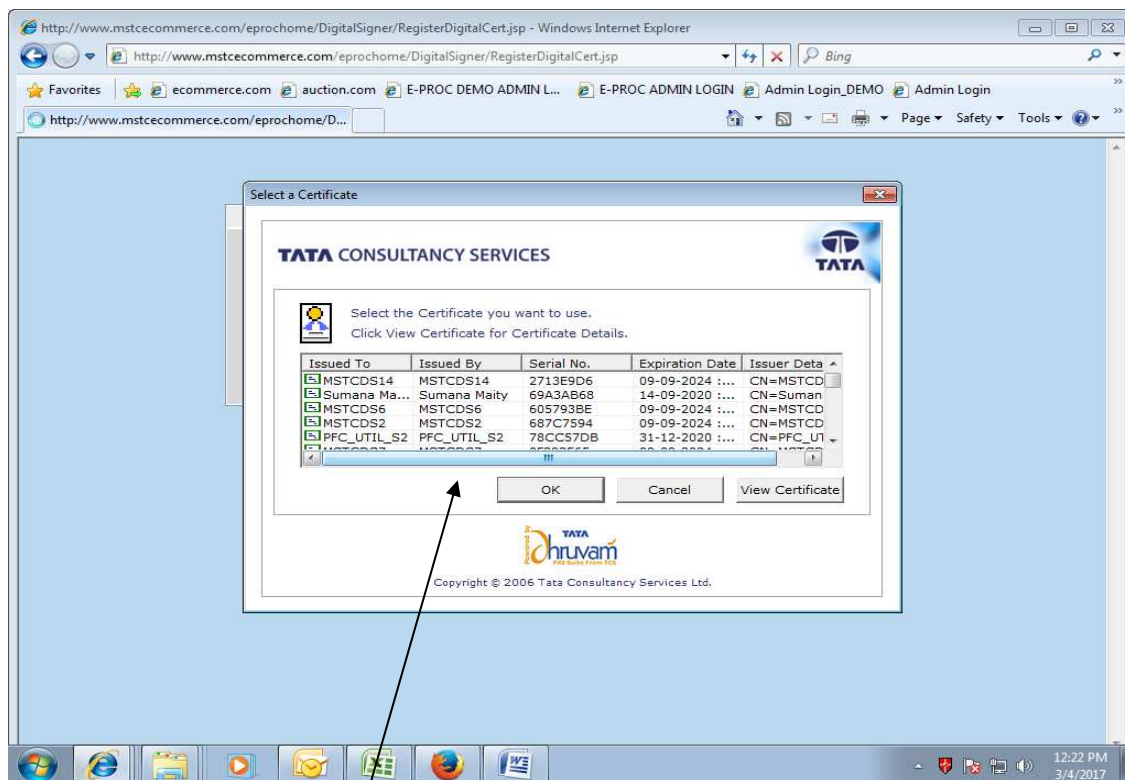 http://www.mstcecommerce.com/eprochome/DigitalSigner/RegisterDigitalCert.jsp - Windows Internet Explorer
http://www.mstcecommerce.com/eprochome/DigitalSigner/RegisterDigitalCert.jsp Bing
Favorites ecommerce.com auction.com E-PROC DEMO ADMIN L... E-PROC ADMIN LOGIN Admin Login_DEMO Admin Login
http://www.mstcecommerce.com/eprochome/D... Page Safety Tools
Select a Certificate
TATA CONSULTANCY SERVICES
TATA
Select the Certificate you want to use.
Click View Certificate for Certificate Details.
Issued To Issued By Serial No. Expiration Date Issuer Deta
MSTCDS14 MSTCDS14 2713E9D6 09-09-2024 :... CN=MSTCD
Sumana Ma... Sumana Maity 69A3AB68 14-09-2020 :... CN=Suman
MSTCDS6 MSTCDS6 605793BE 09-09-2024 :... CN=MSTCD
MSTCDS2 MSTCDS2 687C7594 09-09-2024 :... CN=MSTCD
PFC_UTIL_S2 PFC_UTIL_S2 78CC57DB 31-12-2020 :... CN=PFC_UT
OK Cancel View Certificate
Powered by
TATA
Dhruvam
PKI Suite From TCS
Copyright © 2006 Tata Consultancy Services Ltd.
12:22 PM
3/4/2017